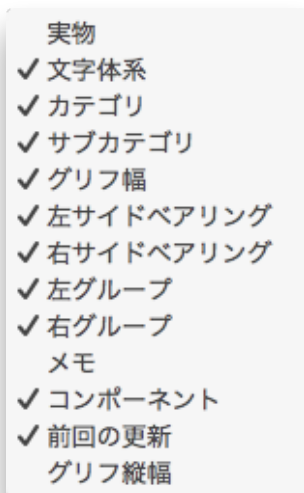 実物
✓ 文字体系
✓ カテゴリ
✓ サブカテゴリ
✓ グリフ幅
✓ 左サイドベアリング
✓ 右サイドベアリング
✓ 左グループ
✓ 右グループ
メモ
✓ コンポーネント
✓ 前回の更新
グリフ縦幅